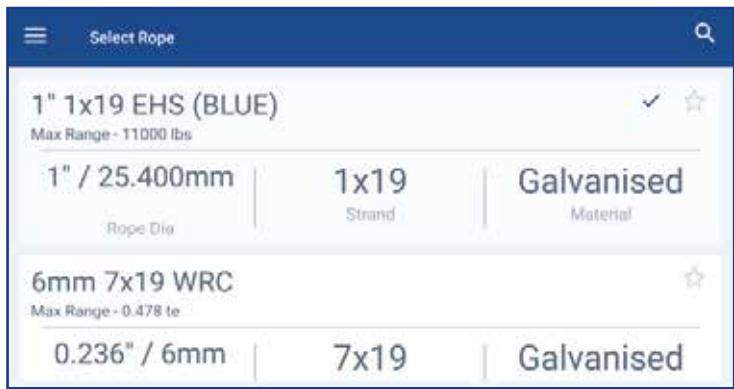 Select Rope
1" 1x19 EHS (BLUE)
Max Range - 11000 lbs
1" / 25.400mm 1x19 Galvanised
Rope Dia Strand Material
6mm 7x19 WRC
Max Range - 0.478 te
0.236" / 6mm 7x19 Galvanised